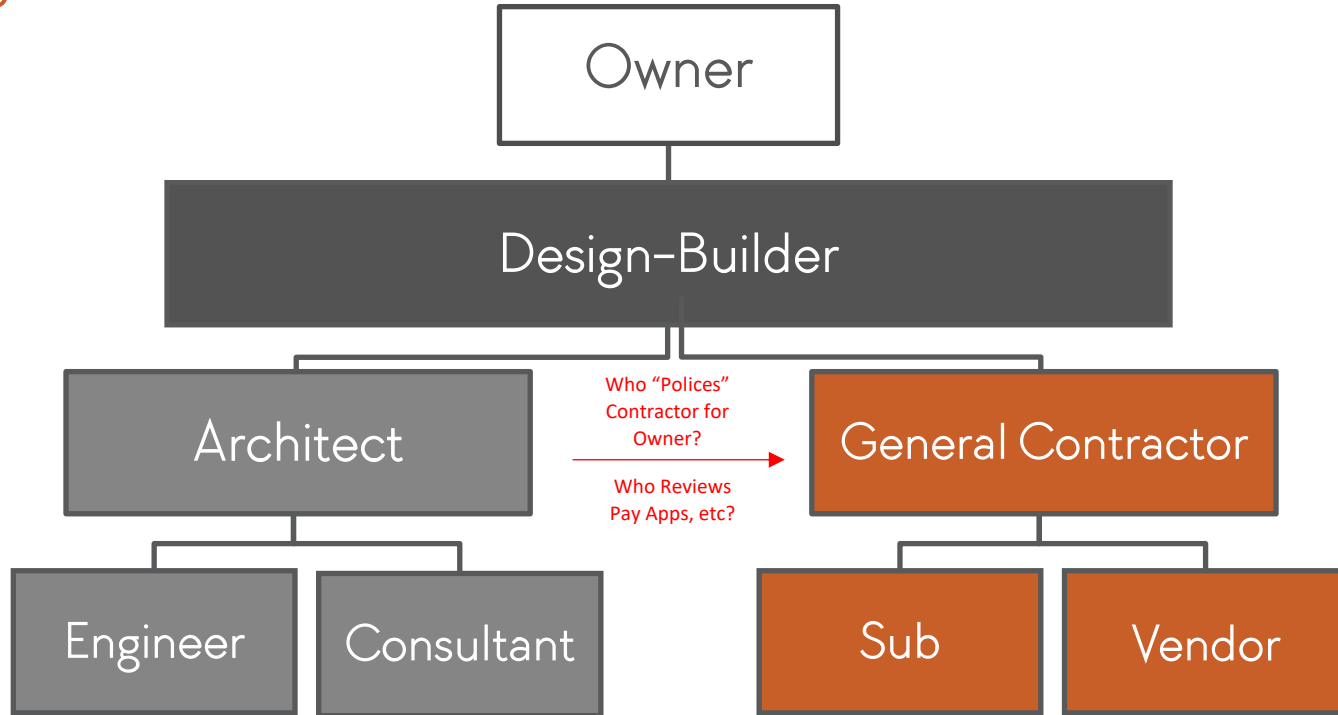 Owner
Design-Builder
Architect
Who “Polices”
Contractor for
Owner?
Who Reviews
Pay Apps, etc?
General Contractor
Engineer
Consultant
Sub
Vendor